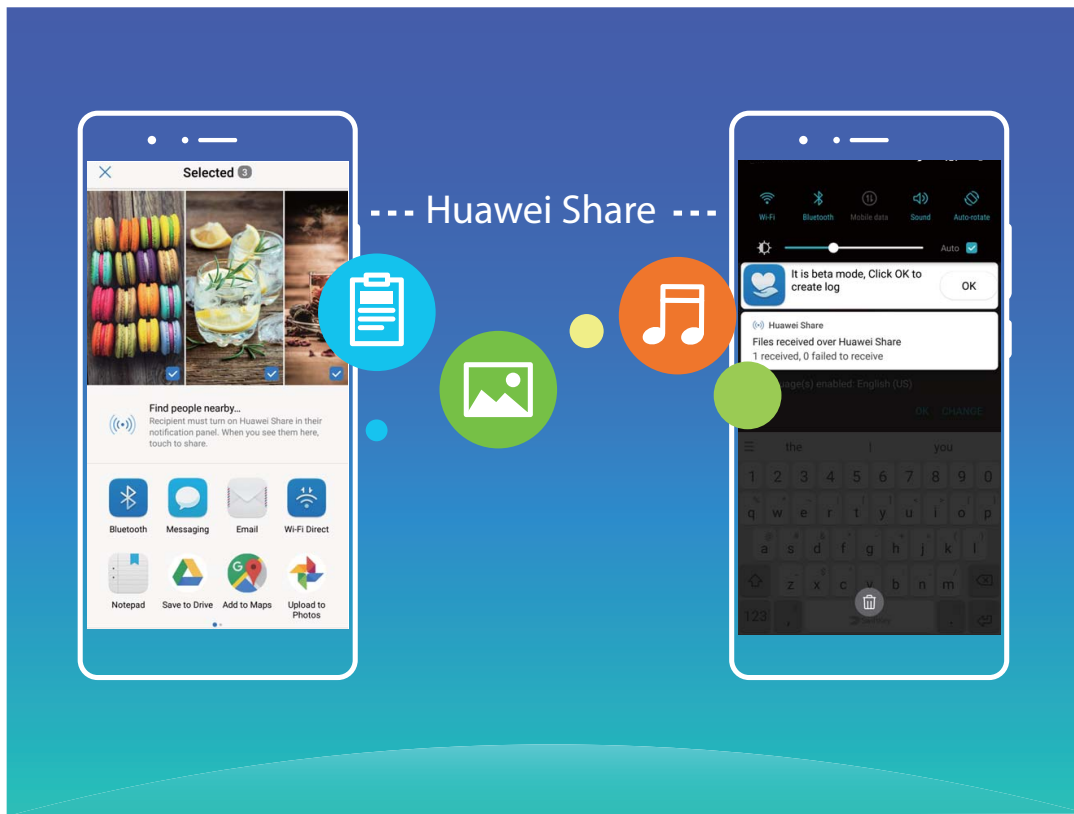 Selected 3
Huawei Share
Find people nearby...
Recipient must turn on Huawei Share in their
notification panel. When you see them here,
touch to share.
Bluetooth
Messaging
Email
Wi-Fi Direct
Notepad
Save to Drive
Add to Maps
Upload to
Photos
Wi-Fi
Bluetooth
Mobile data
Sound
Auto-rotate
Auto
It is beta mode, Click OK to
create log
OK
Huawei Share
Files received over Huawei Share
1 received, 0 failed to receive
enabled: English (US)
OK
CHANGE
the
I
you
1 2 3 4 5 6 7 8 9 0
q w e r t y u i o p
a s d f g h j k l
z x c v b n m
123 , .